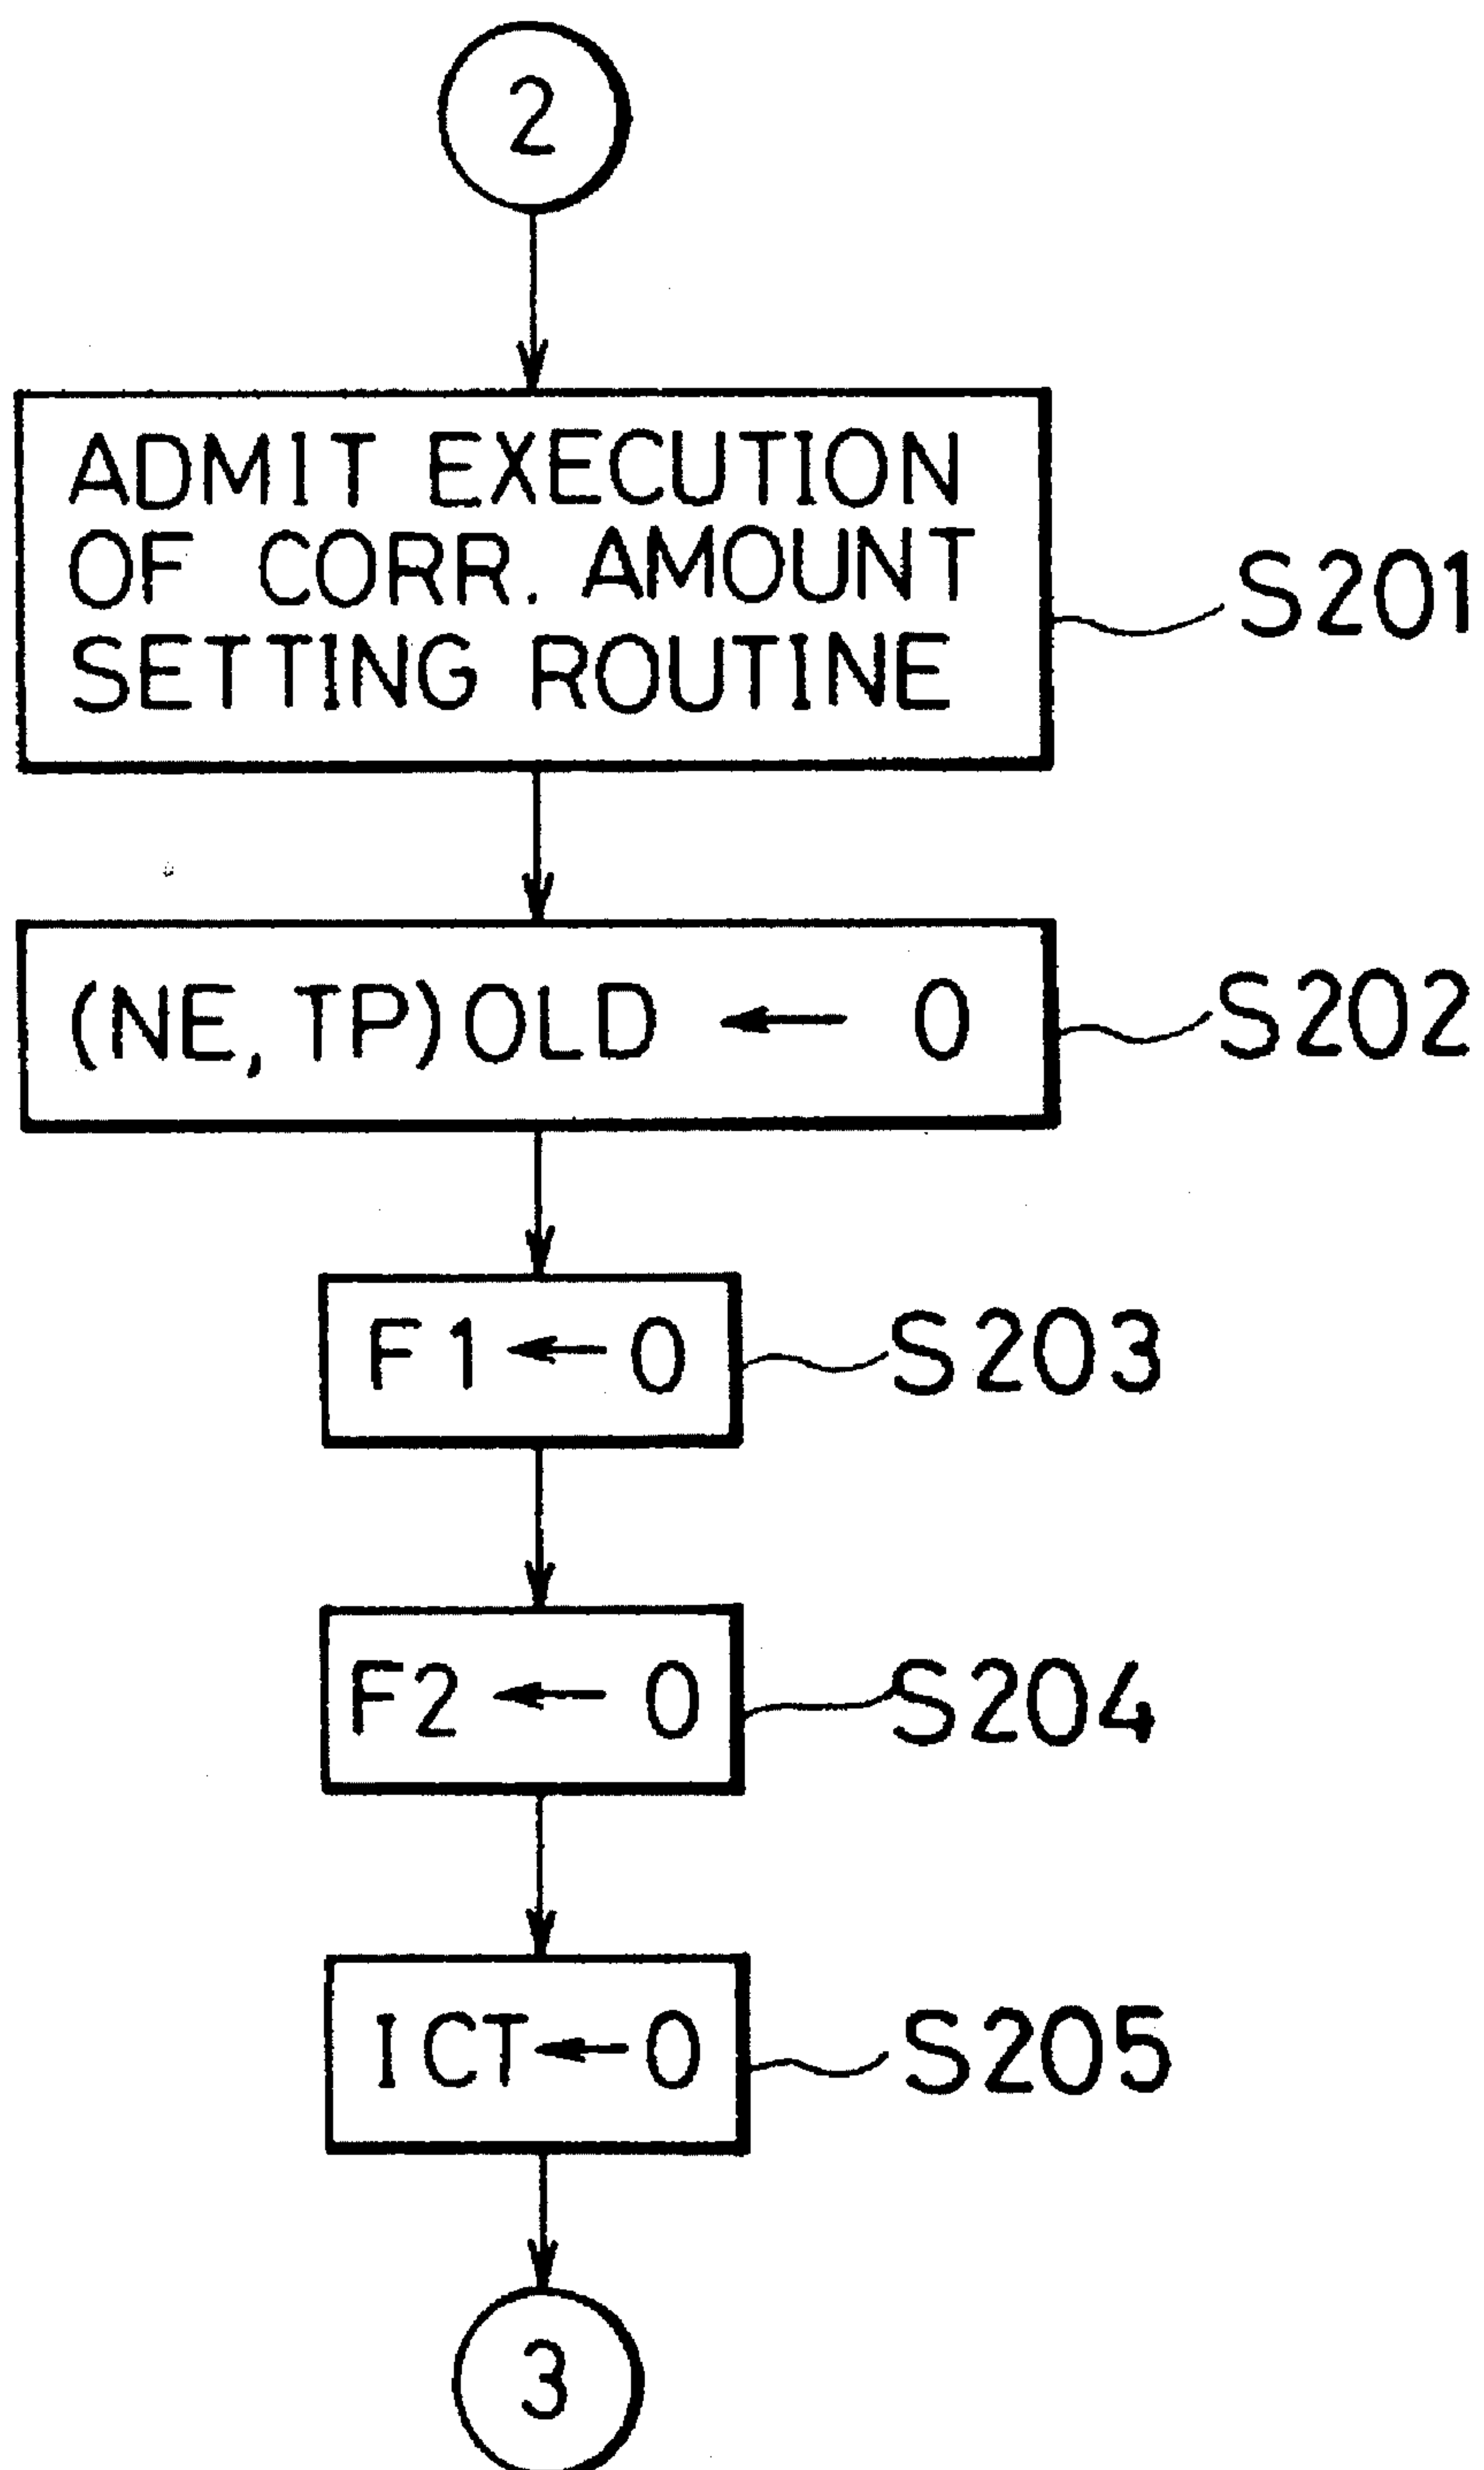 2
ADMIT EXECUTION
OF CORR. AMOUNT
SETTING ROUTINE
S201
(NE, TP)OLD ← 0
S202
F1 ← 0
S203
F2 ← 0
S204
ICT ← 0
S205
3